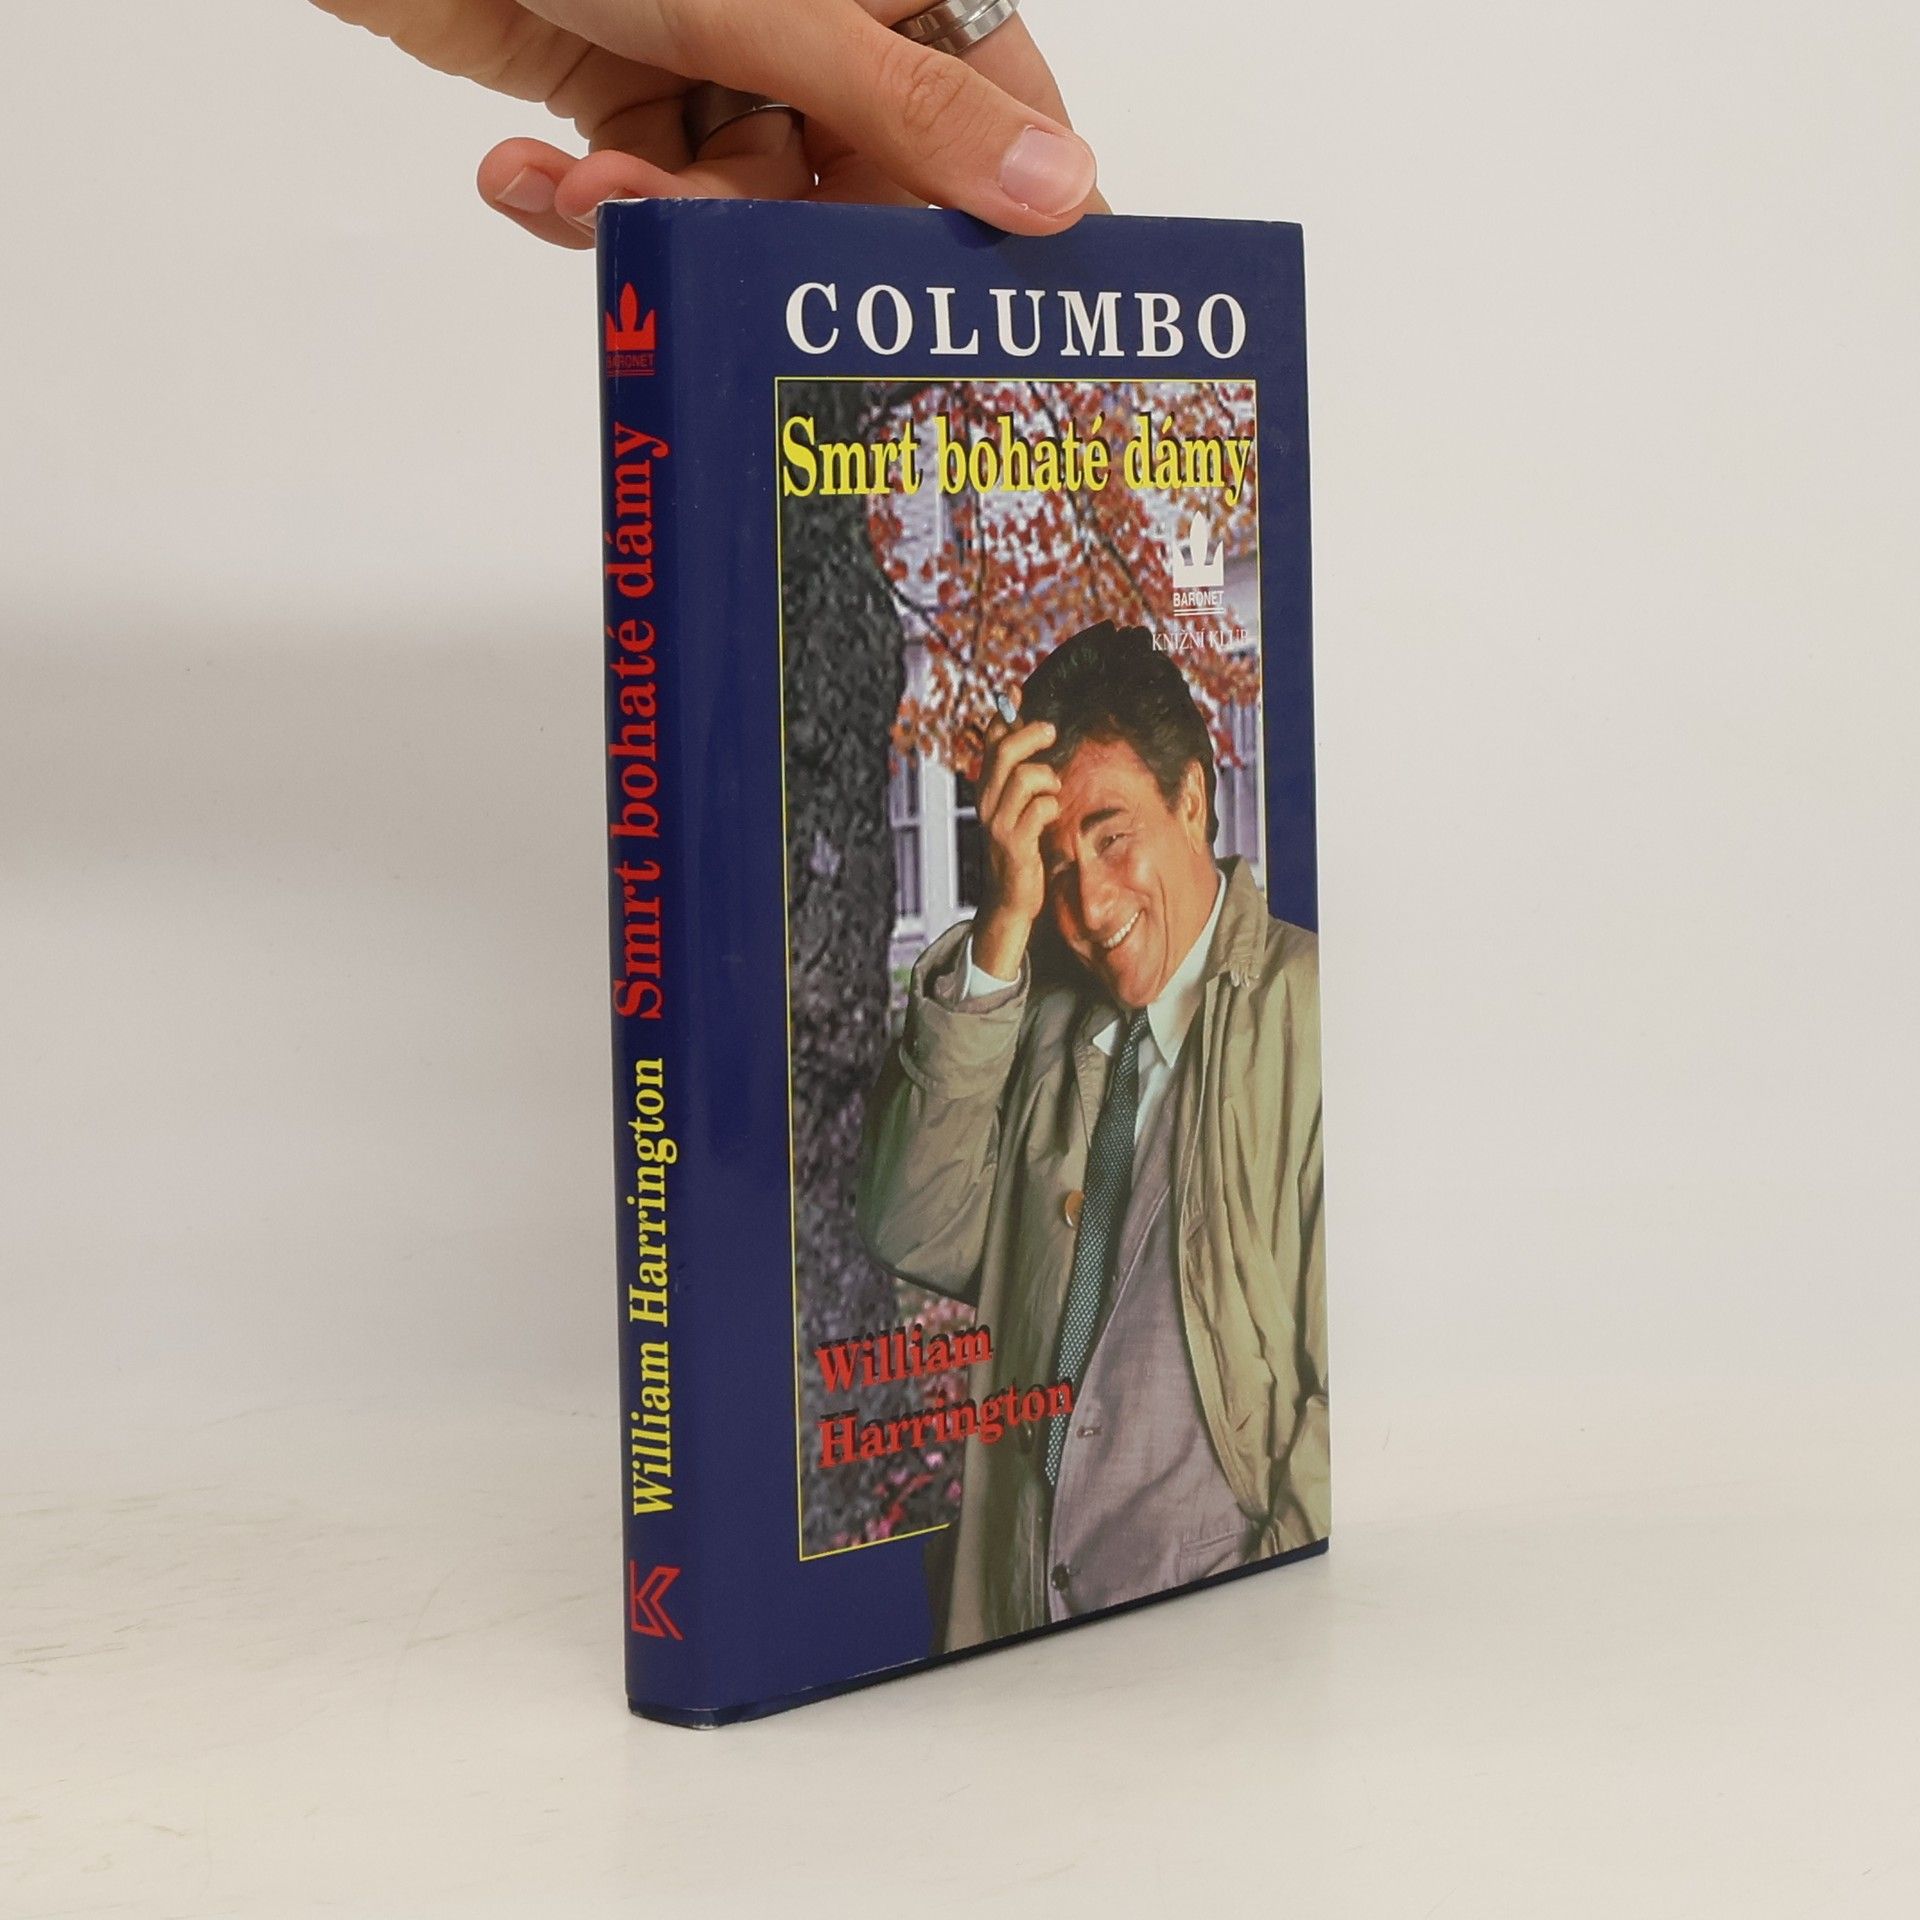 COLUMBO
Smrt bohaté dámy
BARONET
KNIŽNÍ KLUB
William
Harrington
BARONET
Smrt bohaté dámy
William Harrington